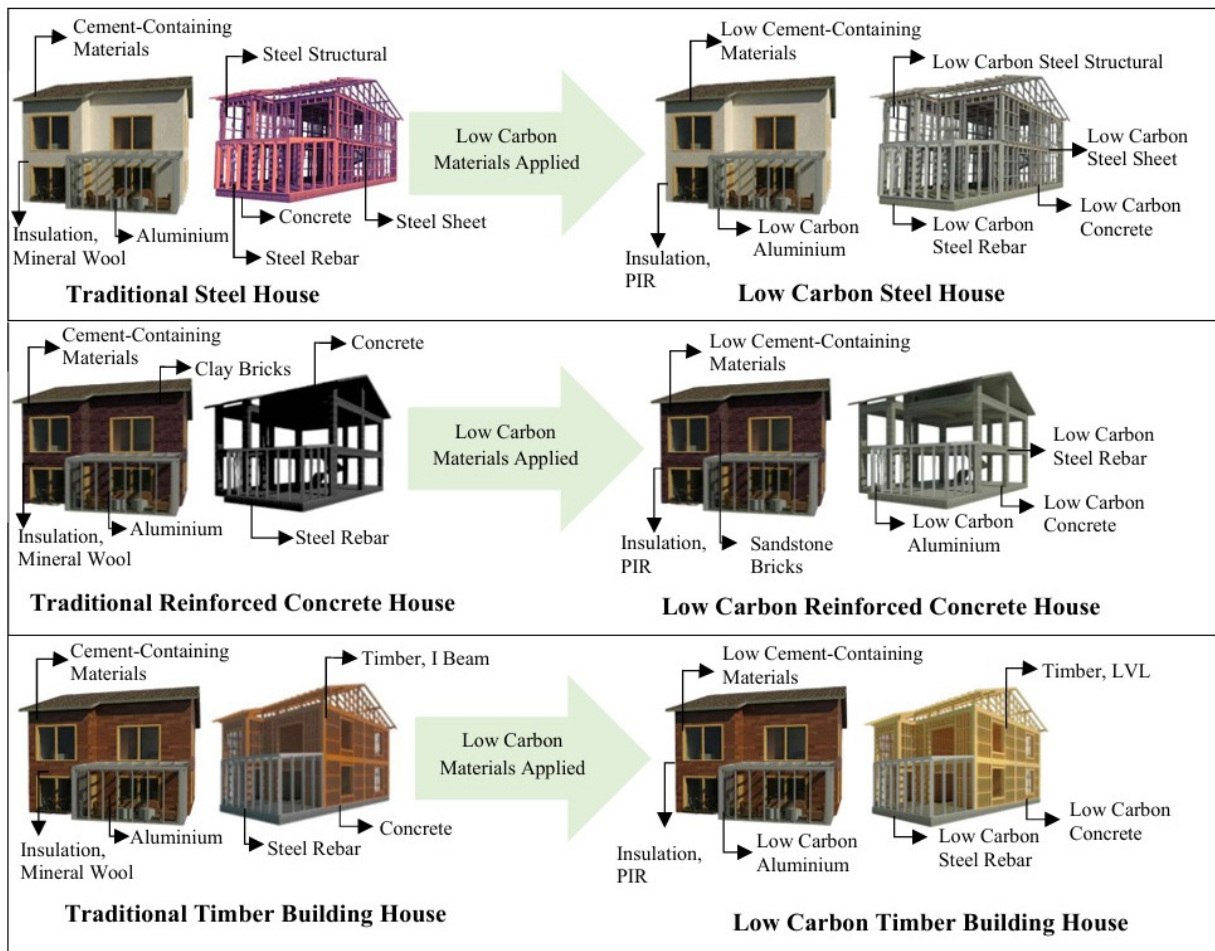 Cement-Containing
Materials
Steel Structural
Insulation,
Mineral Wool
Aluminium
Concrete
Steel Rebar
Steel Sheet
Traditional Steel House
Low Carbon
Materials Applied
Low Cement-Containing
Materials
Low Carbon Steel Structural
Low Carbon
Steel Sheet
Low Carbon
Concrete
Low Carbon
Steel Rebar
Low Carbon
Aluminium
Insulation,
PIR
Low Carbon Steel House
Cement-Containing
Materials
Clay Bricks
Concrete
Insulation,
Mineral Wool
Aluminium
Steel Rebar
Traditional Reinforced Concrete House
Low Carbon
Materials Applied
Low Cement-Containing
Materials
Low Carbon
Steel Rebar
Low Carbon
Concrete
Low Carbon
Aluminium
Insulation,
PIR
Sandstone
Bricks
Low Carbon Reinforced Concrete House
Cement-Containing
Materials
Timber, I Beam
Insulation,
Mineral Wool
Aluminium
Steel Rebar
Concrete
Traditional Timber Building House
Low Carbon
Materials Applied
Low Cement-Containing
Materials
Timber, LVL
Insulation,
PIR
Low Carbon
Aluminium
Low Carbon
Steel Rebar
Low Carbon
Concrete
Low Carbon Timber Building House